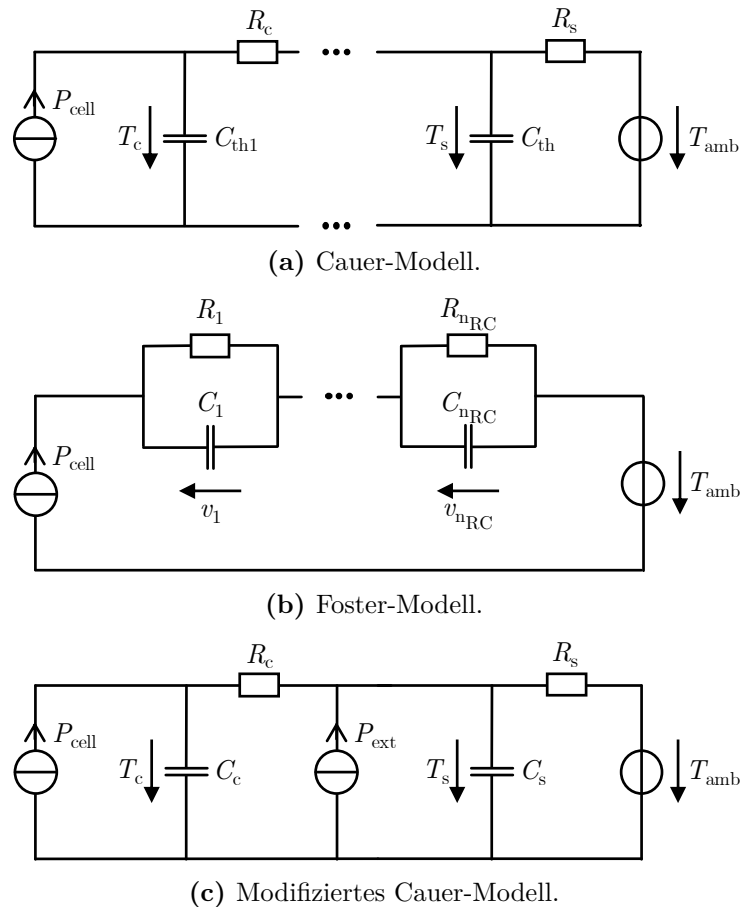 R_c R_s
P_cell T_c C_th1 T_s C_th T_amb
(a) Cauer-Modell.
R_1 R_nRC
C_1 C_nRC
P_cell T_amb
v_1 v_nRC
(b) Foster-Modell.
R_c R_s
P_cell P_ext
T_c C_c T_s C_s T_amb
(c) Modifiziertes Cauer-Modell.